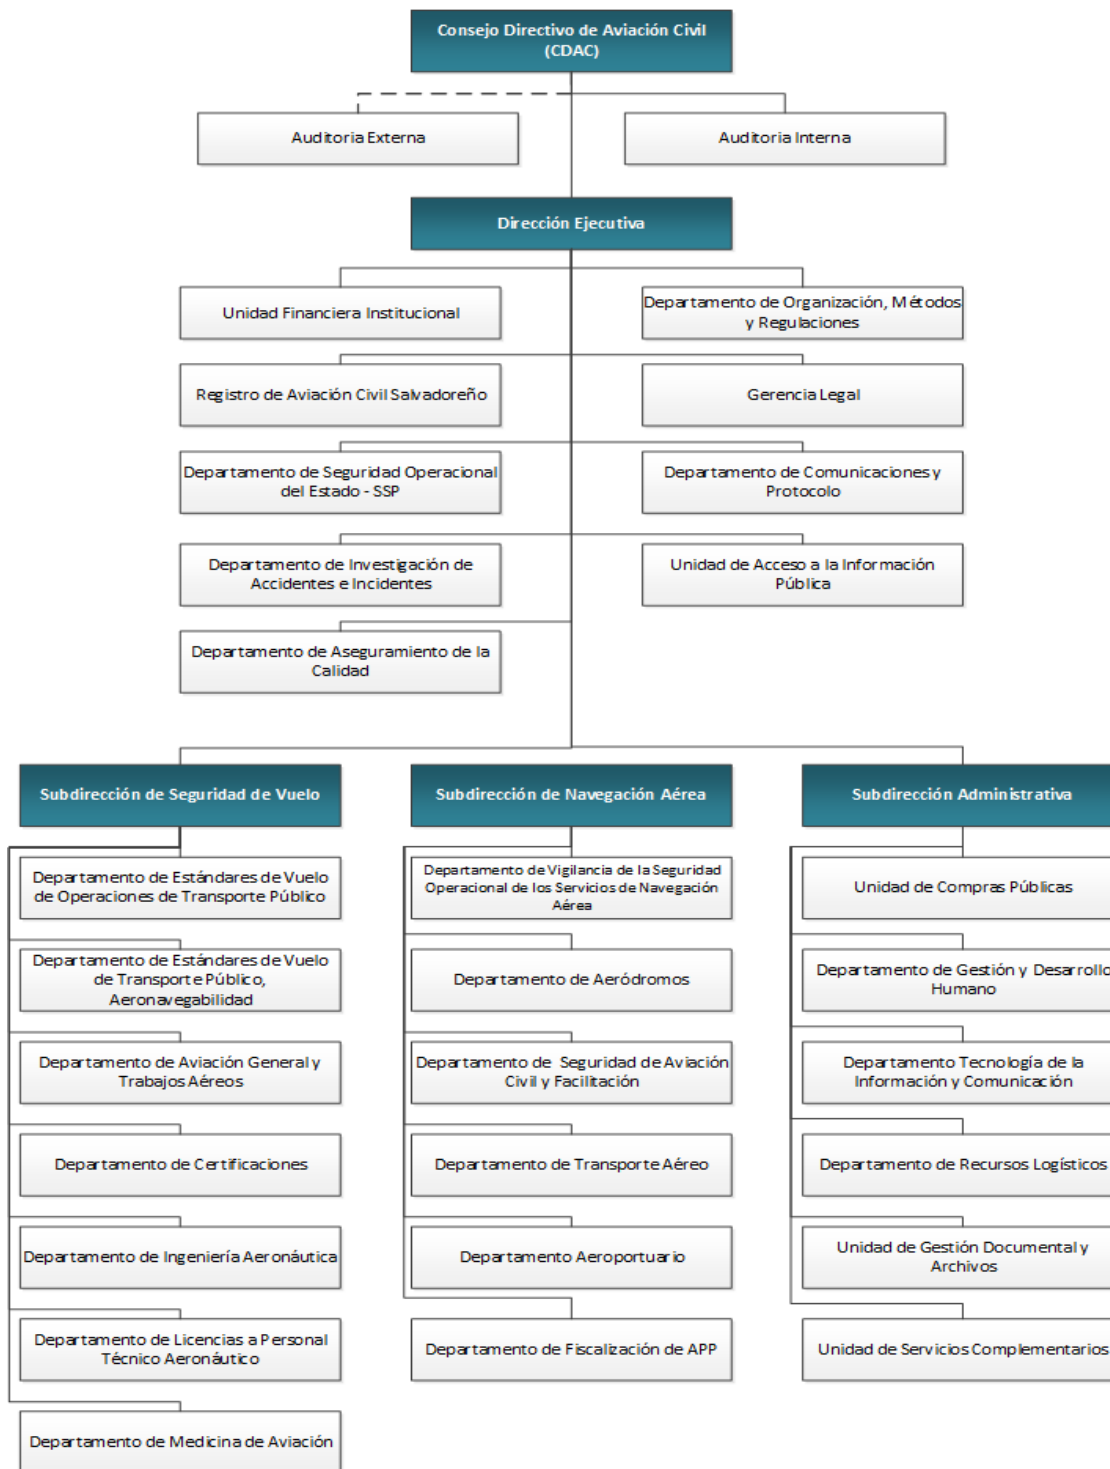 Consejo Directivo de Aviación Civil
(CDAC)
Auditoria Externa
Auditoria Interna
Dirección Ejecutiva
Unidad Financiera Institucional
Departamento de Organización, Métodos
y Regulaciones
Registro de Aviación Civil Salvadoreño
Gerencia Legal
Departamento de Seguridad Operacional
del Estado - SSP
Departamento de Comunicaciones y
Protocolo
Departamento de Investigación de
Accidentes e Incidentes
Unidad de Acceso a la Información
Pública
Departamento de Aseguramiento de la
Calidad
Subdirección de Seguridad de Vuelo
Subdirección de Navegación Aérea
Subdirección Administrativa
Departamento de Estándares de Vuelo
de Operaciones de Transporte Público
Departamento de Estándares de Vuelo
de Transporte Público,
Aeronavegabilidad
Departamento de Aviación General y
Trabajos Aéreos
Departamento de Certificaciones
Departamento de Ingeniería Aeronáutica
Departamento de Licencias a Personal
Técnico Aeronáutico
Departamento de Medicina de Aviación
Departamento de Vigilancia de la Seguridad
Operacional de los Servicios de Navegación
Aérea
Departamento de Aeródromos
Departamento de Seguridad de Aviación
Civil y Facilitación
Departamento de Transporte Aéreo
Departamento Aeroportuario
Departamento de Fiscalización de APP
Unidad de Compras Públicas
Departamento de Gestión y Desarrollo
Humano
Departamento Tecnología de la
Información y Comunicación
Departamento de Recursos Logísticos
Unidad de Gestión Documental y
Archivos
Unidad de Servicios Complementarios